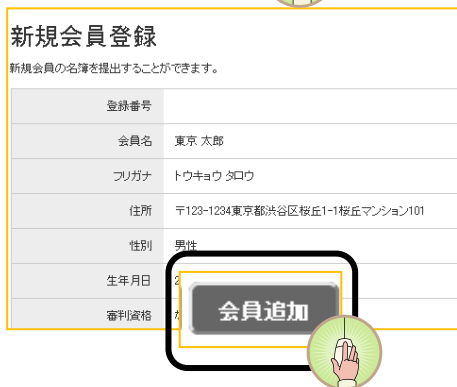 新規会員登録
新規会員の名簿を提出することができます。
登録番号
会員名 東京 太郎
フリガナ トウキョウ タロウ
住所 〒123-1234東京都渋谷区桜丘1-1桜丘マンション101
性別 男性
生年月日 2
審判資格
会員追加